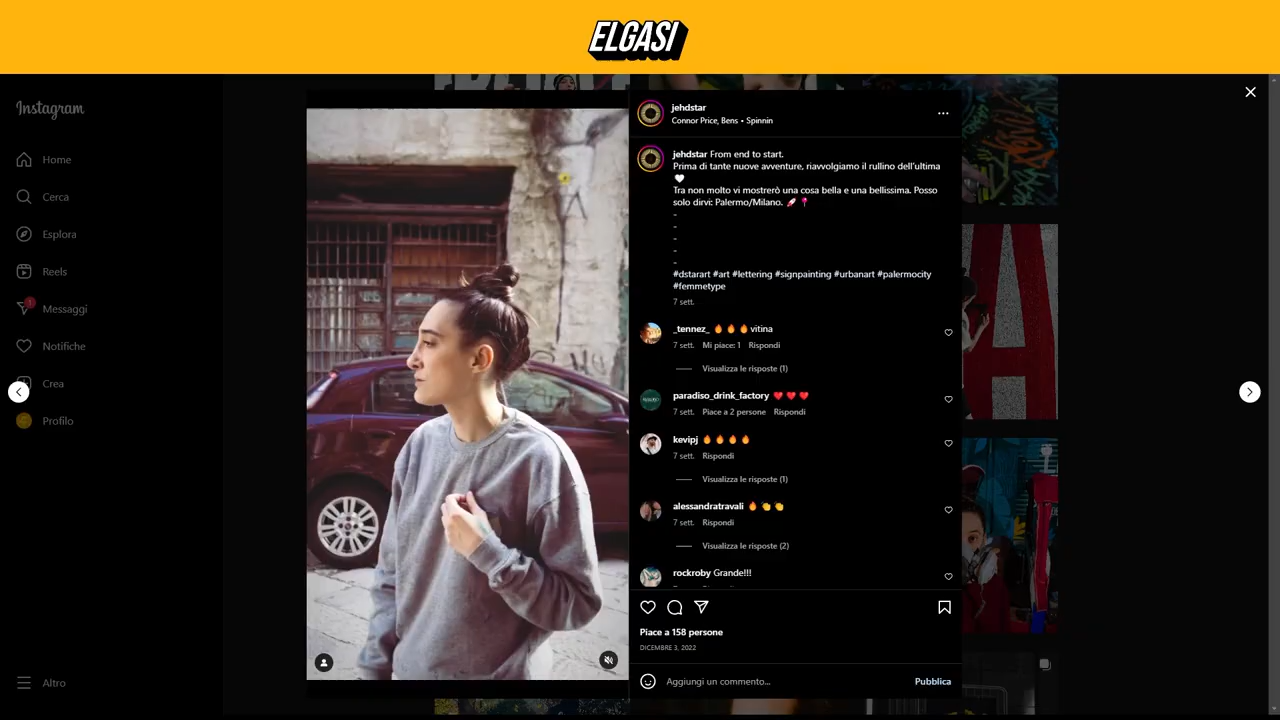 ELGASI
Instagram
Home
Cerca
Esplora
Reels
Messaggi
Notifiche
Crea
Profilo
Altro
jehdstar
Connor Price, Bens • Spinnin
jehdstar From end to start.
Prima di tante nuove avventure, riavvolgiamo il rullino dell'ultima
🤍
Tra non molto vi mostrerò una cosa bella e una bellissima. Posso
solo dirvi: Palermo/Milano. 🚀 📍
-
-
-
-
-
#dstarart #art #lettering #signpainting #urbanart #palermocity
#femmetype
7 sett.
_tennez_ 🔥 🔥 🔥 vitina
7 sett. Mi piace: 1 Rispondi
Visualizza le risposte (1)
paradiso_drink_factory ❤️ ❤️ ❤️
7 sett. Piace a 2 persone Rispondi
kevipj 🔥 🔥 🔥 🔥
7 sett. Rispondi
Visualizza le risposte (1)
alessandratravali 🔥 👏 👏
7 sett. Rispondi
Visualizza le risposte (2)
rockroby Grande!!!
Piace a 158 persone
DICEMBRE 3, 2022
Aggiungi un commento...
Pubblica